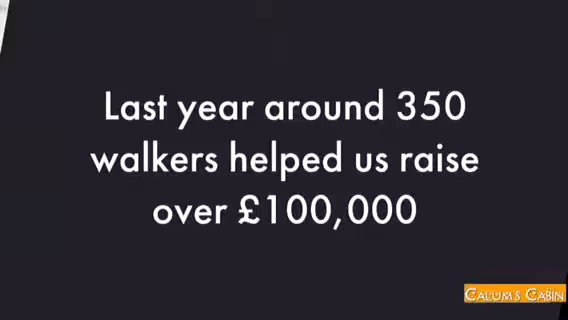 Last year around 350
walkers helped us raise
over £100,000
CALUM'S CABIN